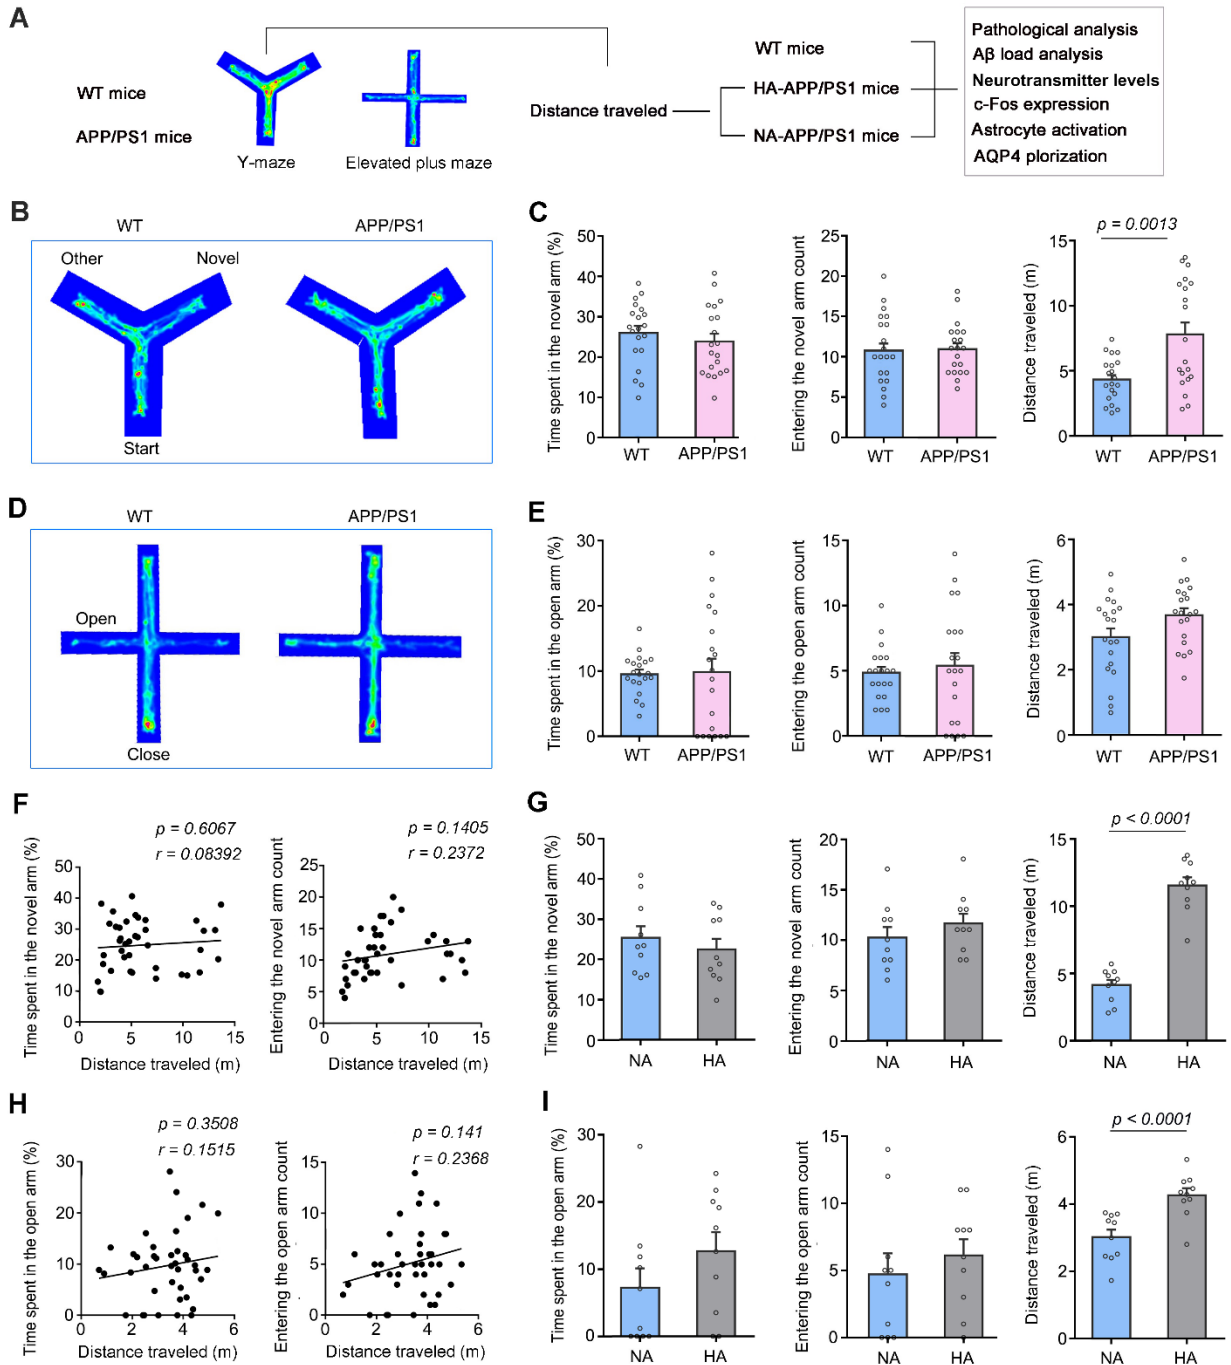 A
WT mice
APP/PS1 mice
Y-maze
Elevated plus maze
Distance traveled
WT mice
HA-APP/PS1 mice
NA-APP/PS1 mice
Pathological analysis
Aβ load analysis
Neurotransmitter levels
c-Fos expression
Astrocyte activation
AQP4 plorization
B
WT
APP/PS1
Other
Novel
Start
C
Time spent in the novel arm (%)
50
40
30
20
10
0
WT
APP/PS1
Entering the novel arm count
25
20
15
10
5
0
WT
APP/PS1
p = 0.0013
Distance traveled (m)
15
10
5
0
WT
APP/PS1
D
WT
APP/PS1
Open
Close
E
Time spent in the open arm (%)
30
20
10
0
WT
APP/PS1
Entering the open arm count
15
10
5
0
WT
APP/PS1
Distance traveled (m)
6
4
2
0
WT
APP/PS1
F
p = 0.6067
r = 0.08392
Time spent in the novel arm (%)
50
40
30
20
10
0
0
5
10
15
Distance traveled (m)
p = 0.1405
r = 0.2372
Entering the novel arm count
25
20
15
10
5
0
0
5
10
15
Distance traveled (m)
G
Time spent in the novel arm (%)
50
40
30
20
10
0
NA
HA
Entering the novel arm count
20
15
10
5
0
NA
HA
p < 0.0001
Distance traveled (m)
15
10
5
0
NA
HA
H
p = 0.3508
r = 0.1515
Time spent in the open arm (%)
30
20
10
0
0
2
4
6
Distance traveled (m)
p = 0.141
r = 0.2368
Entering the open arm count
15
10
5
0
0
2
4
6
Distance traveled (m)
I
Time spent in the open arm (%)
30
20
10
0
NA
HA
Entering the open arm count
15
10
5
0
NA
HA
p < 0.0001
Distance traveled (m)
6
4
2
0
NA
HA